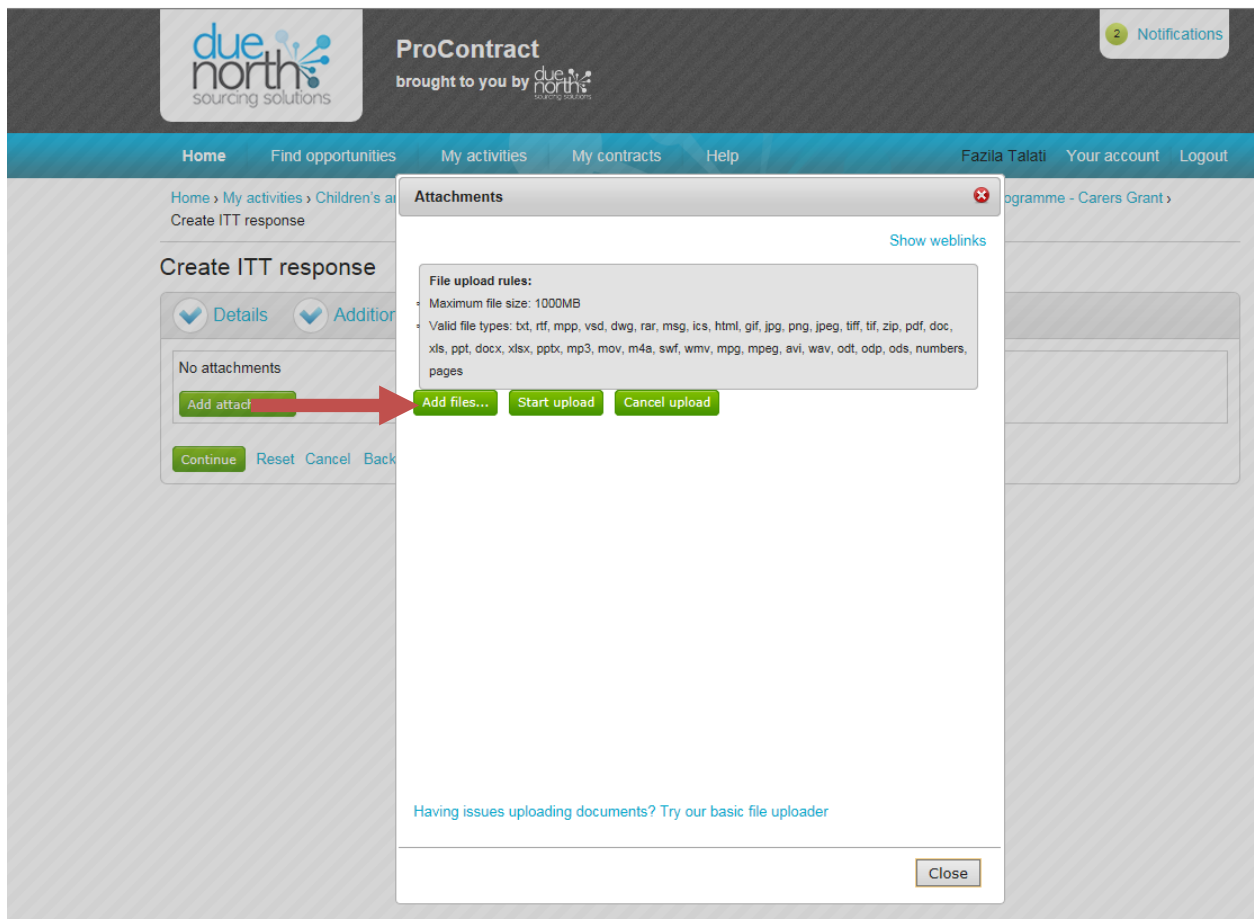 due
north
sourcing solutions
ProContract
brought to you by due north
sourcing solutions
2 Notifications
Home Find opportunities My activities My contracts Help Fazila Talati Your account Logout
Home › My activities › Children's a ogramme - Carers Grant ›
Create ITT response
Create ITT response
Details Addition
No attachments
Add attac
Continue Reset Cancel Back
Attachments
Show weblinks
File upload rules:
Maximum file size: 1000MB
Valid file types: txt, rtf, mpp, vsd, dwg, rar, msg, ics, html, gif, jpg, png, jpeg, tiff, tif, zip, pdf, doc,
xls, ppt, docx, xlsx, pptx, mp3, mov, m4a, swf, wmv, mpg, mpeg, avi, wav, odt, odp, ods, numbers,
pages
Add files... Start upload Cancel upload
Having issues uploading documents? Try our basic file uploader
Close